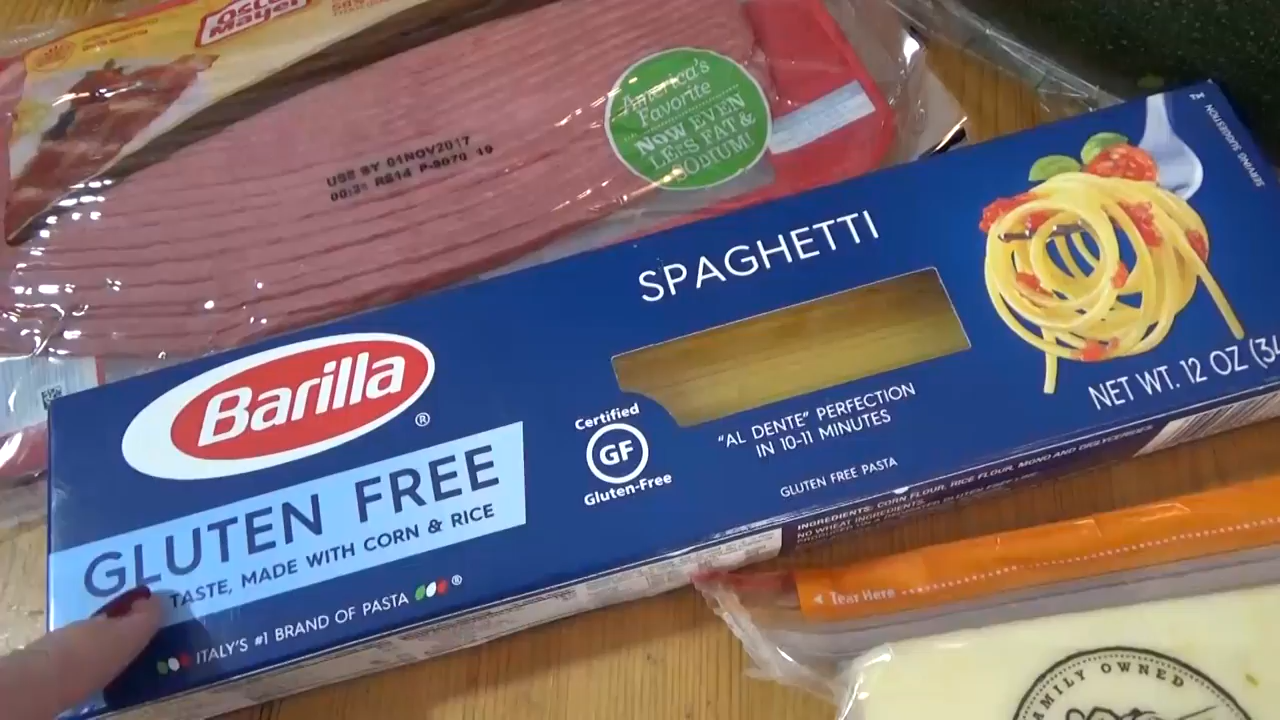 Oscar
Mayer
America's
Favorite
NOW EVEN
LESS FAT &
SODIUM!
USE BY 01NOV2017
SERVING SUGGESTION
SPAGHETTI
Barilla®
GLUTEN FREE
TASTE, MADE WITH CORN & RICE
ITALY'S #1 BRAND OF PASTA ®
Certified
GF
Gluten-Free
"AL DENTE" PERFECTION
IN 10-11 MINUTES
GLUTEN FREE PASTA
NET WT. 12 OZ (34
INGREDIENTS: CORN FLOUR, RICE FLOUR, MONO AND DIGLYCERIDES.
NO WHEAT INGREDIENTS.
Tear Here
FAMILY OWNED